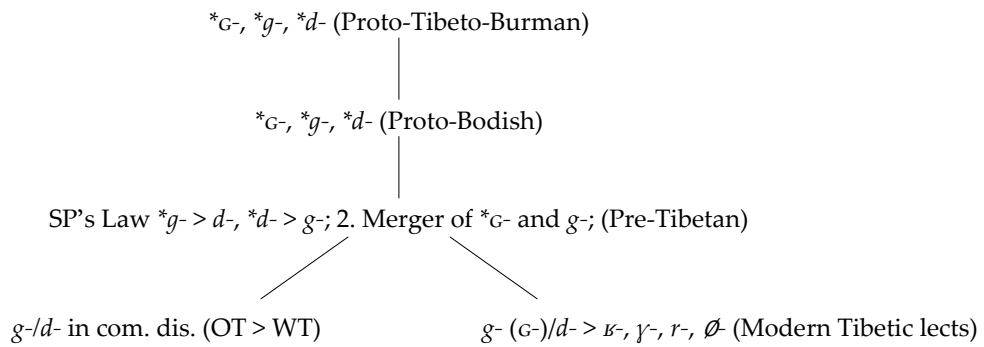 *ɢ-, *g-, *d- (Proto-Tibeto-Burman)
*ɢ-, *g-, *d- (Proto-Bodish)
SP's Law *g- > d-, *d- > g-; 2. Merger of *ɢ- and g-; (Pre-Tibetan)
g-/d- in com. dis. (OT > WT)
g- (ɢ-)/d- > ʁ-, γ-, r-, Ø- (Modern Tibetic lects)